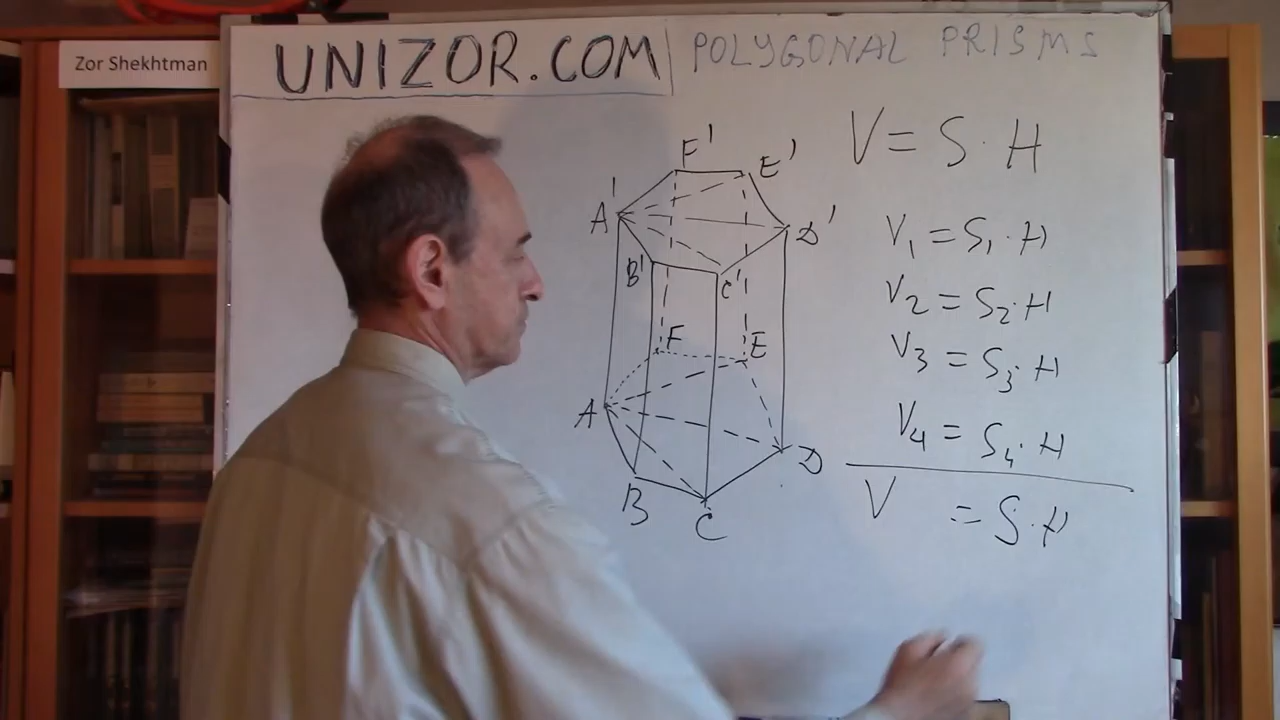 Zor Shekhtman
UNIZOR.COM
POLYGONAL PRISMS
F' E'
A' D'
B' C'
F E
A D
B C
V = S · H
V₁ = S₁ · H
V₂ = S₂ · H
V₃ = S₃ · H
V₄ = S₄ · H
V = S · H